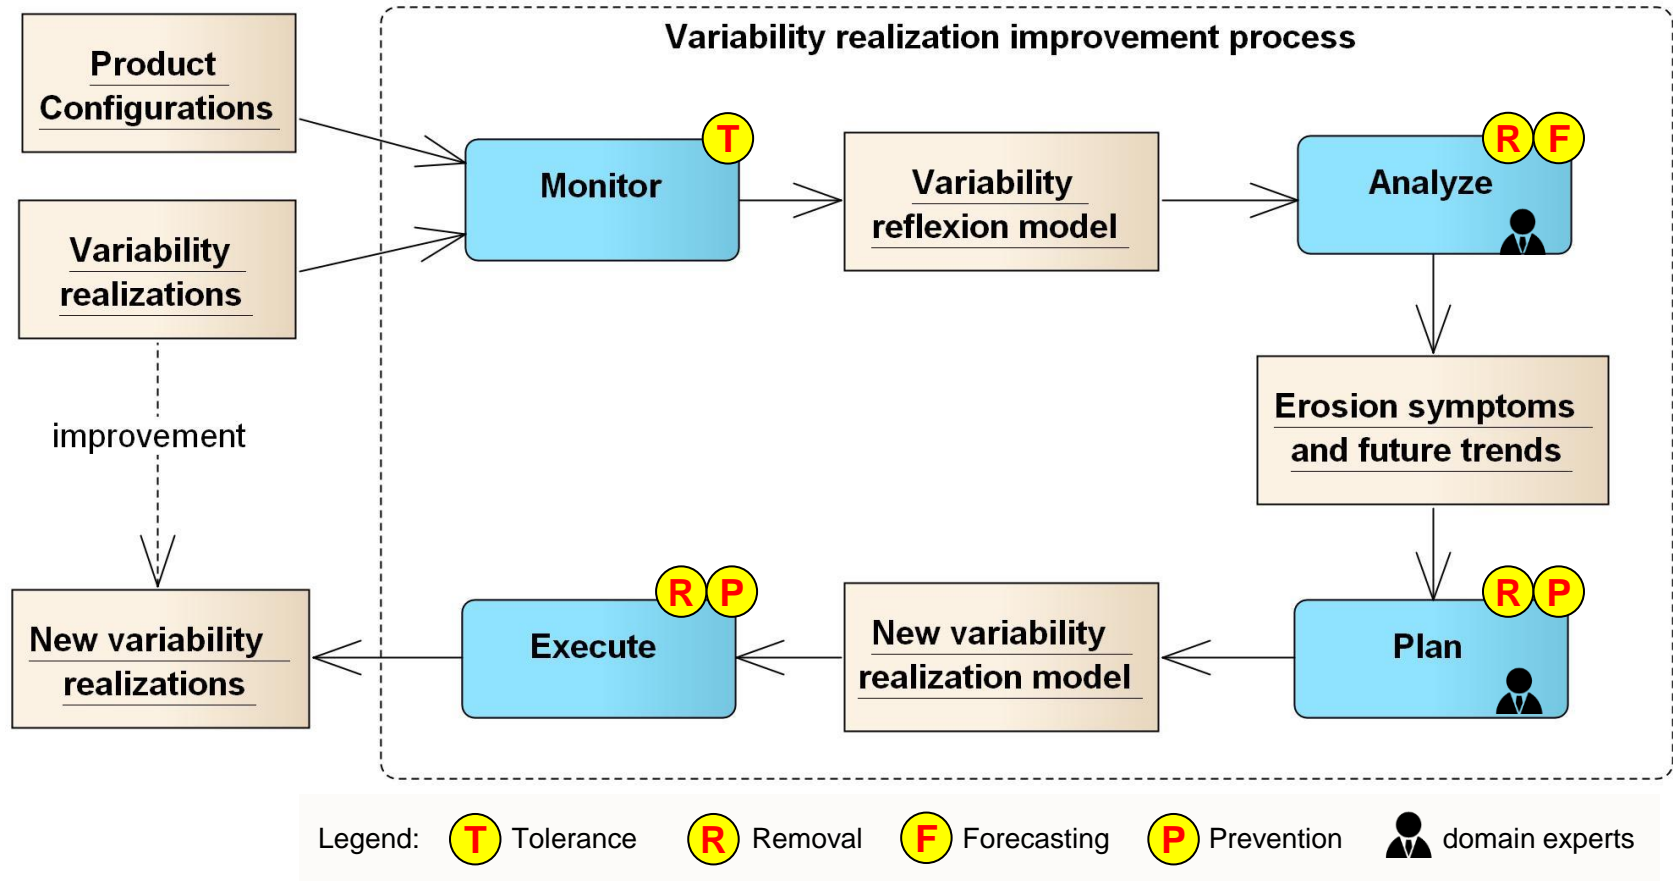 Variability realization improvement process
Product
Configurations
Variability
realizations
improvement
New variability
realizations
T
Monitor
Variability
reflexion model
R F
Analyze
Erosion symptoms
and future trends
R P
Plan
New variability
realization model
R P
Execute
Legend: T Tolerance R Removal F Forecasting P Prevention domain experts